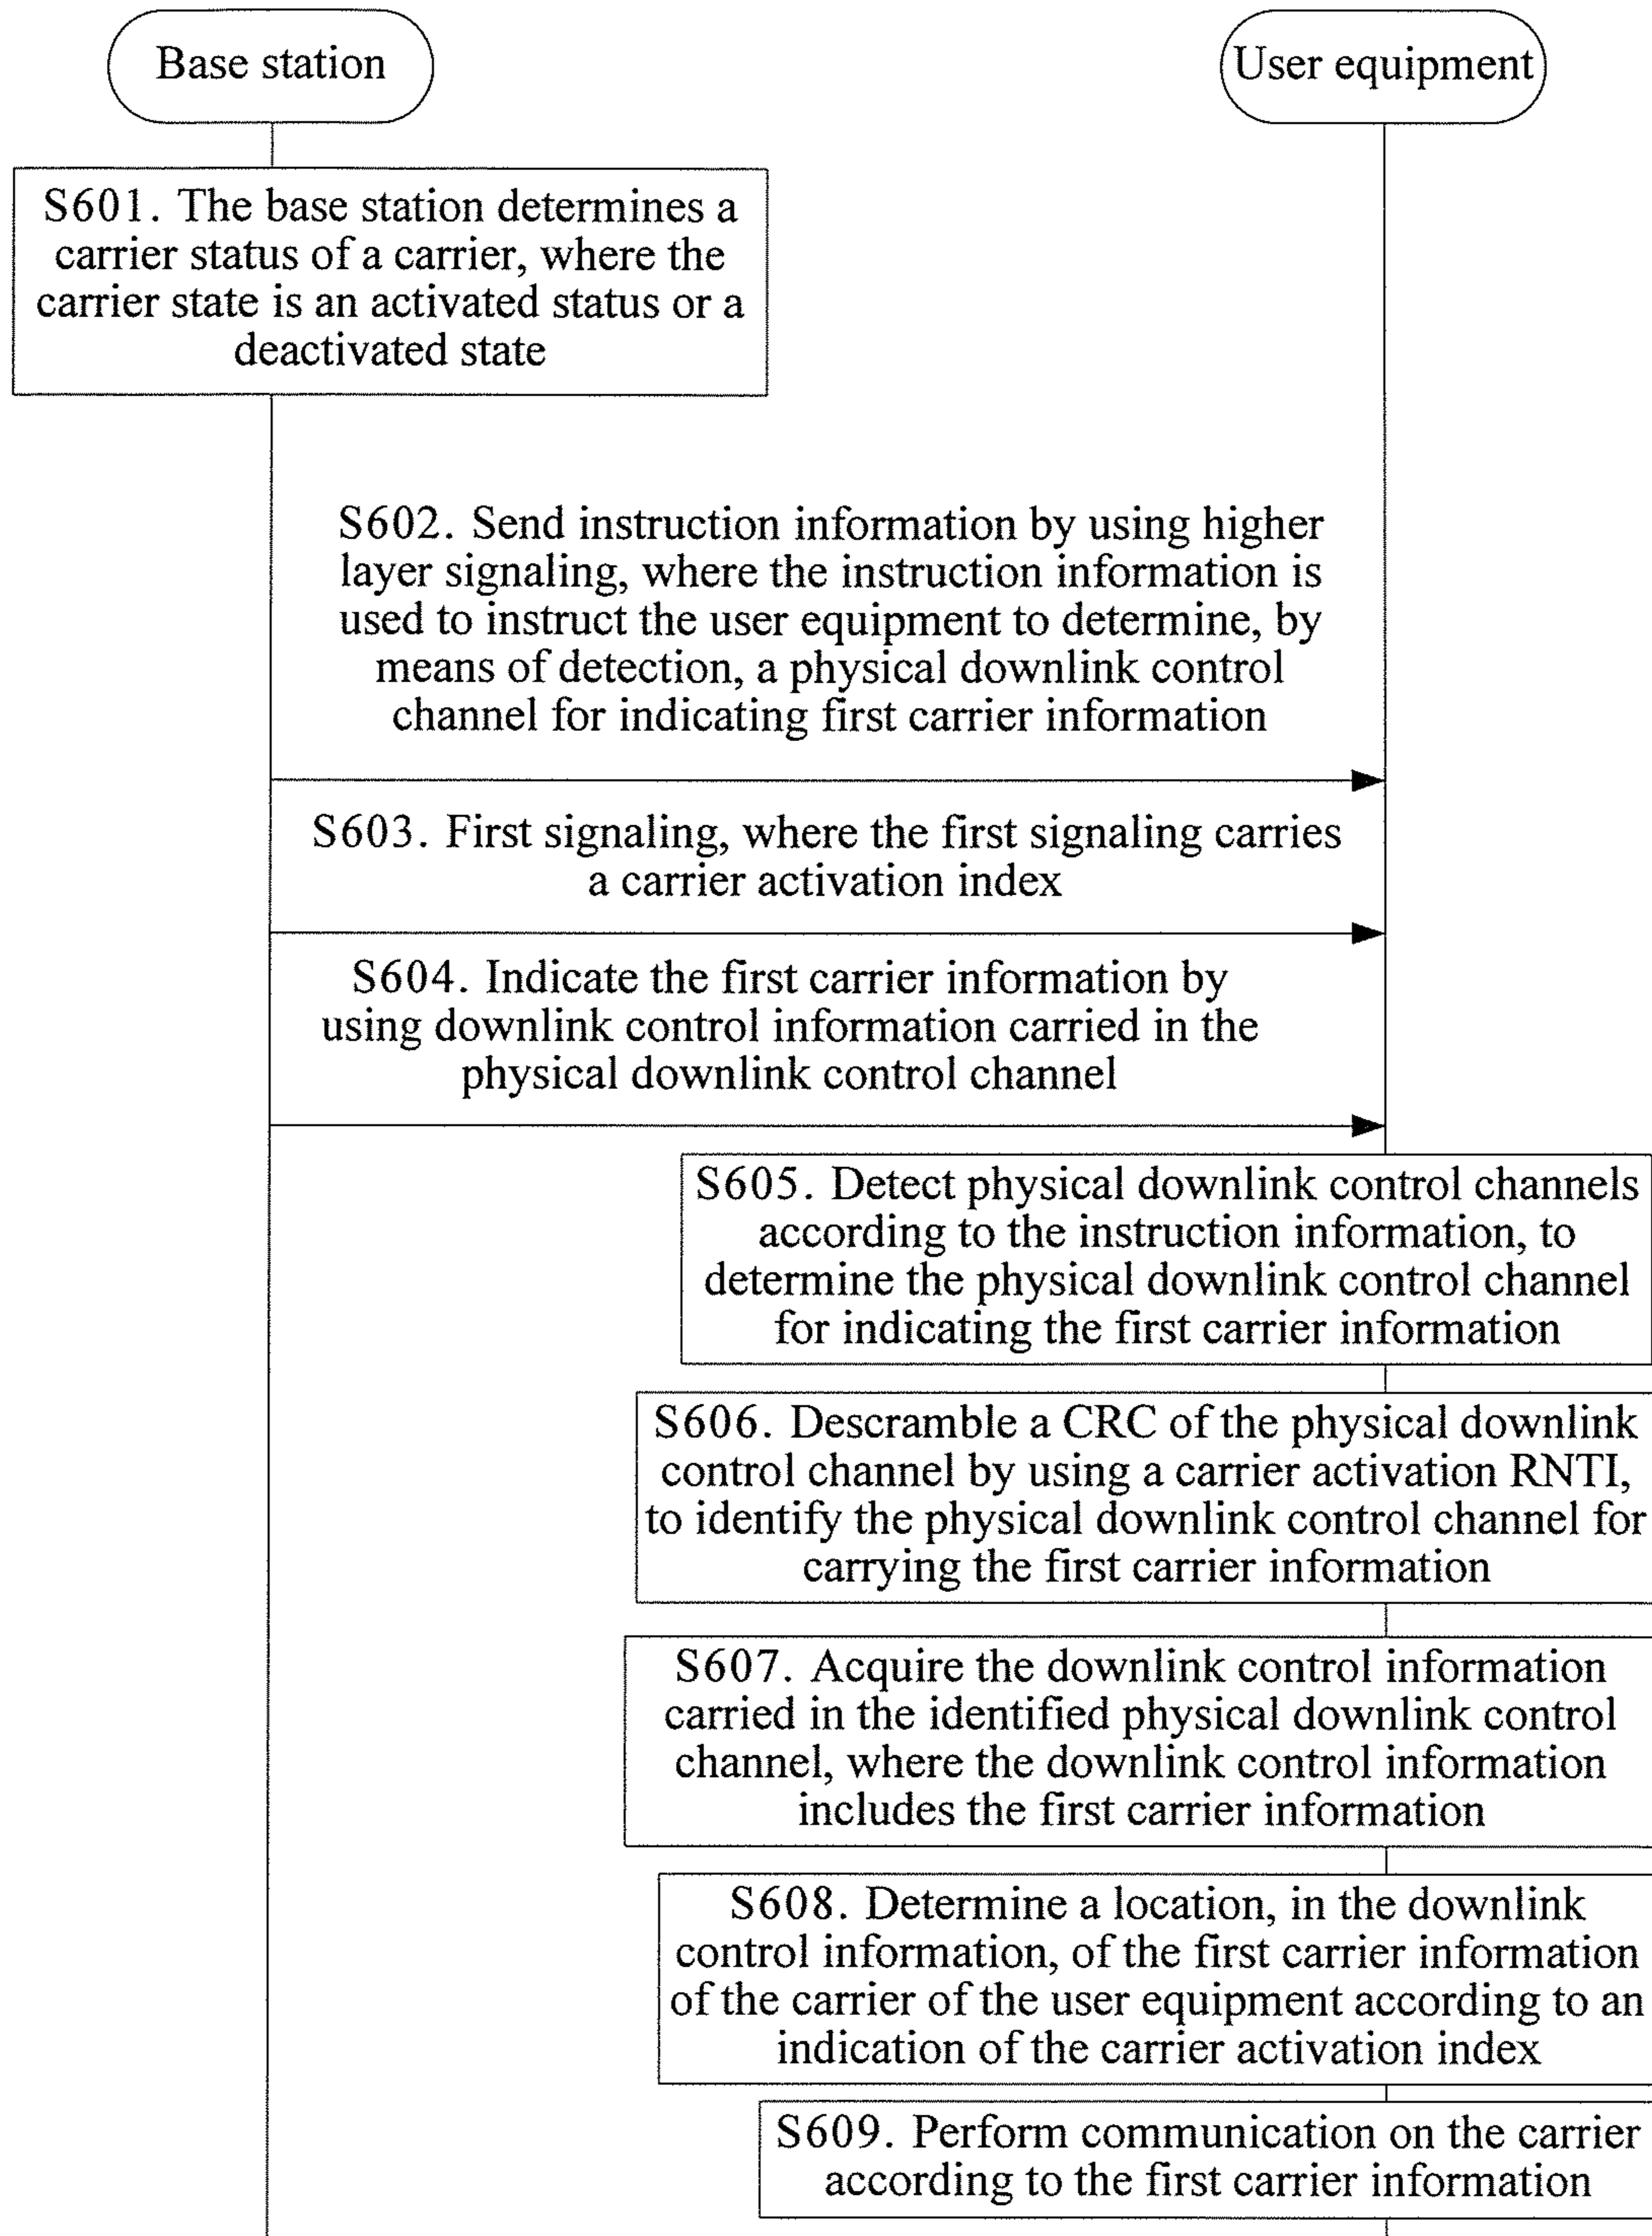 Base station
User equipment
S601. The base station determines a
carrier status of a carrier, where the
carrier state is an activated status or a
deactivated state
S602. Send instruction information by using higher
layer signaling, where the instruction information is
used to instruct the user equipment to determine, by
means of detection, a physical downlink control
channel for indicating first carrier information
S603. First signaling, where the first signaling carries
a carrier activation index
S604. Indicate the first carrier information by
using downlink control information carried in the
physical downlink control channel
S605. Detect physical downlink control channels
according to the instruction information, to
determine the physical downlink control channel
for indicating the first carrier information
S606. Descramble a CRC of the physical downlink
control channel by using a carrier activation RNTI,
to identify the physical downlink control channel for
carrying the first carrier information
S607. Acquire the downlink control information
carried in the identified physical downlink control
channel, where the downlink control information
includes the first carrier information
S608. Determine a location, in the downlink
control information, of the first carrier information
of the carrier of the user equipment according to an
indication of the carrier activation index
S609. Perform communication on the carrier
according to the first carrier information